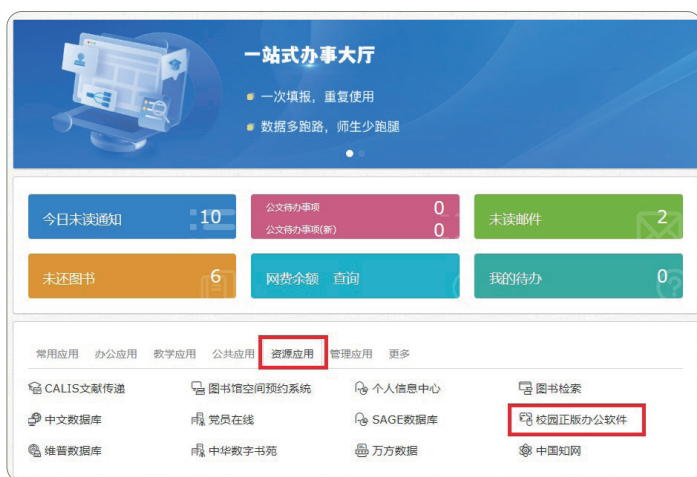 一站式办事大厅
一次填报，重复使用
数据多跑路，师生少跑腿
今日未读通知 10
公文待办事项 0
公文待办事项(新) 0
未读邮件 2
未还图书 6
网费余额 查询
我的待办 0
常用应用 办公应用 教学应用 公共应用 资源应用 管理应用 更多
CALIS文献传递 图书馆空间预约系统 个人信息中心 图书检索
中文数据库 党员在线 SAGE数据库 校园正版办公软件
维普数据库 中华数字书苑 万方数据 中国知网